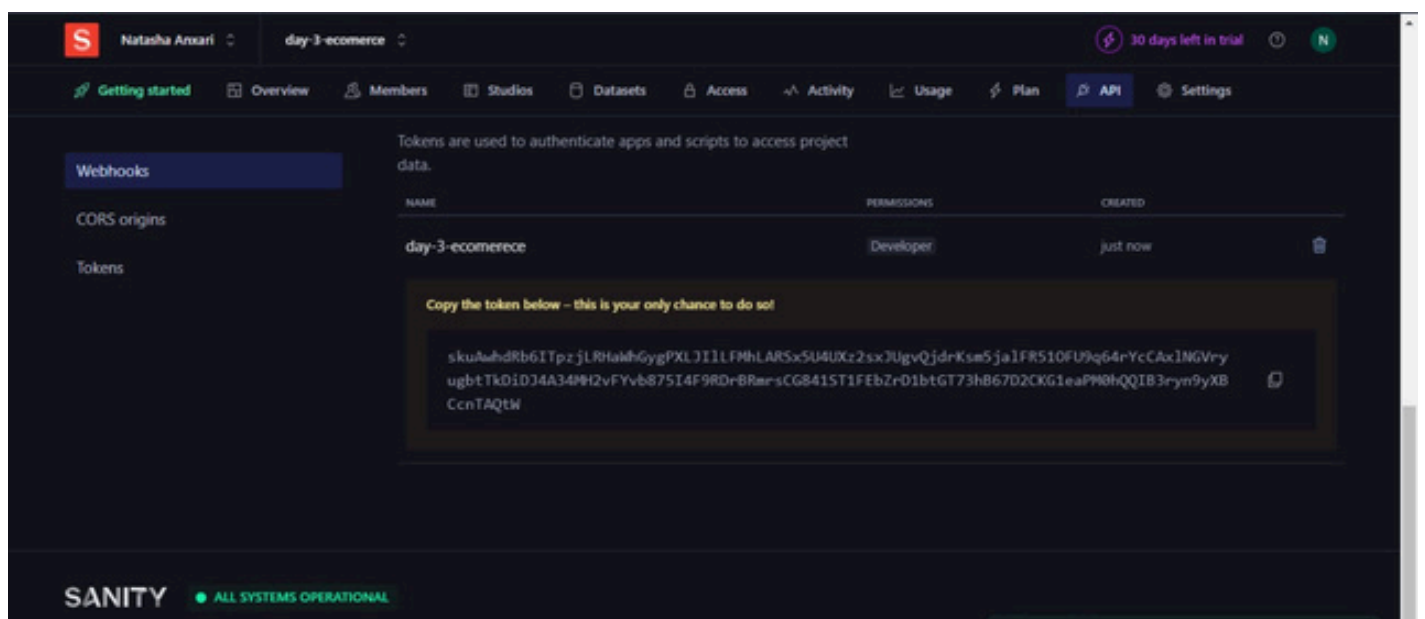 S Natasha Anxari day-3-ecomerce 30 days left in trial ? N
Getting started Overview Members Studios Datasets Access Activity Usage Plan API Settings
Tokens are used to authenticate apps and scripts to access project
data.
Webhooks
CORS origins
Tokens
NAME PERMISSIONS CREATED
day-3-ecomerece Developer just now
Copy the token below – this is your only chance to do so!
SANITY ALL SYSTEMS OPERATIONAL